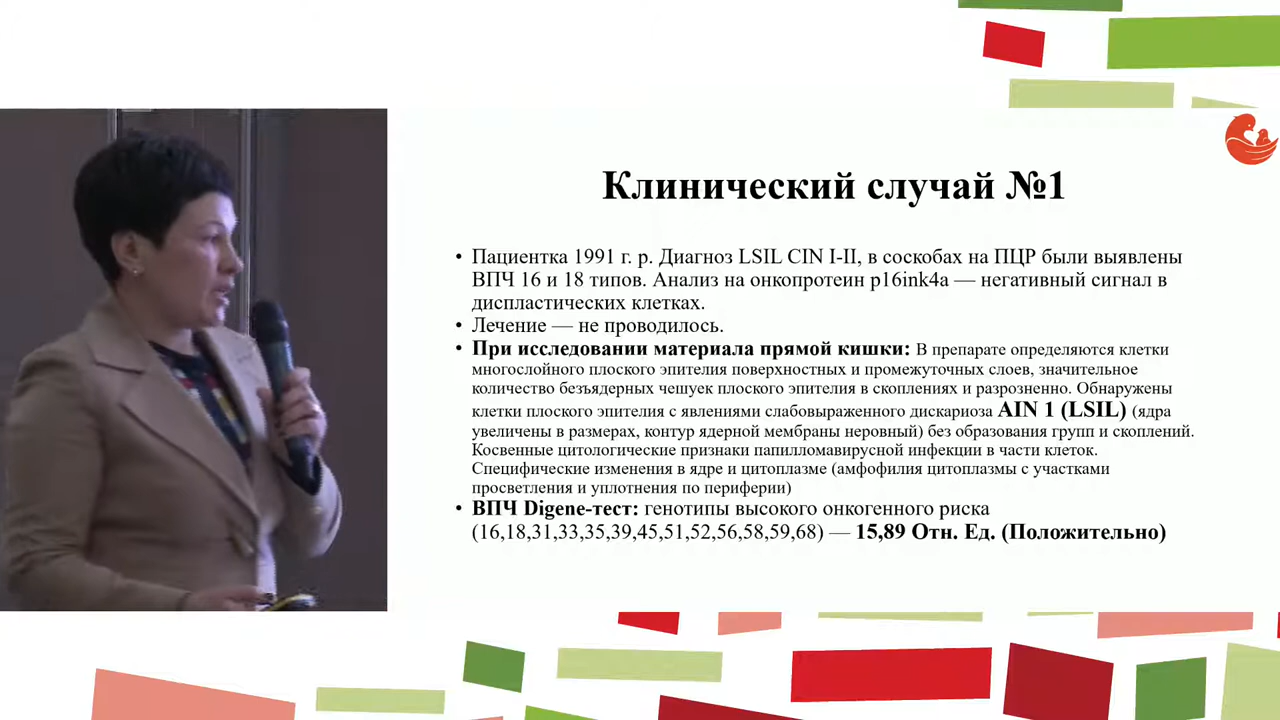 Клинический случай №1
• Пациентка 1991 г. р. Диагноз LSIL CIN I-II, в соскобах на ПЦР были выявлены
ВПЧ 16 и 18 типов. Анализ на онкопротеин p16ink4a — негативный сигнал в
диспластических клетках.
• Лечение — не проводилось.
• При исследовании материала прямой кишки: В препарате определяются клетки
многослойного плоского эпителия поверхностных и промежуточных слоев, значительное
количество безъядерных чешуек плоского эпителия в скоплениях и разрозненно. Обнаружены
клетки плоского эпителия с явлениями слабовыраженного дискариоза AIN 1 (LSIL) (ядра
увеличены в размерах, контур ядерной мембраны неровный) без образования групп и скоплений.
Косвенные цитологические признаки папилломавирусной инфекции в части клеток.
Специфические изменения в ядре и цитоплазме (амфофилия цитоплазмы с участками
просветления и уплотнения по периферии)
• ВПЧ Digene-тест: генотипы высокого онкогенного риска
(16,18,31,33,35,39,45,51,52,56,58,59,68) — 15,89 Отн. Ед. (Положительно)